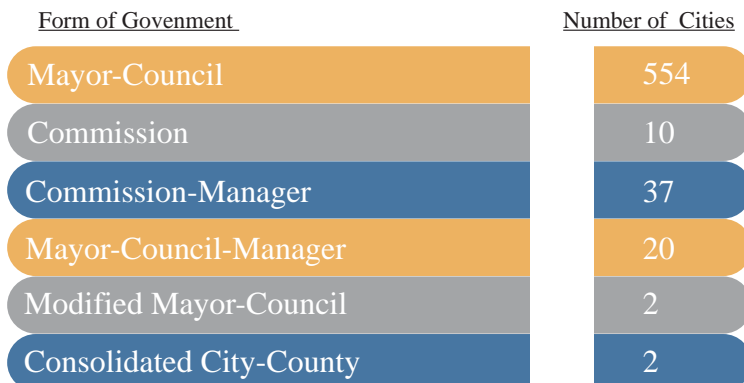 Form of Govenment Number of Cities
Mayor-Council 554
Commission 10
Commission-Manager 37
Mayor-Council-Manager 20
Modified Mayor-Council 2
Consolidated City-County 2